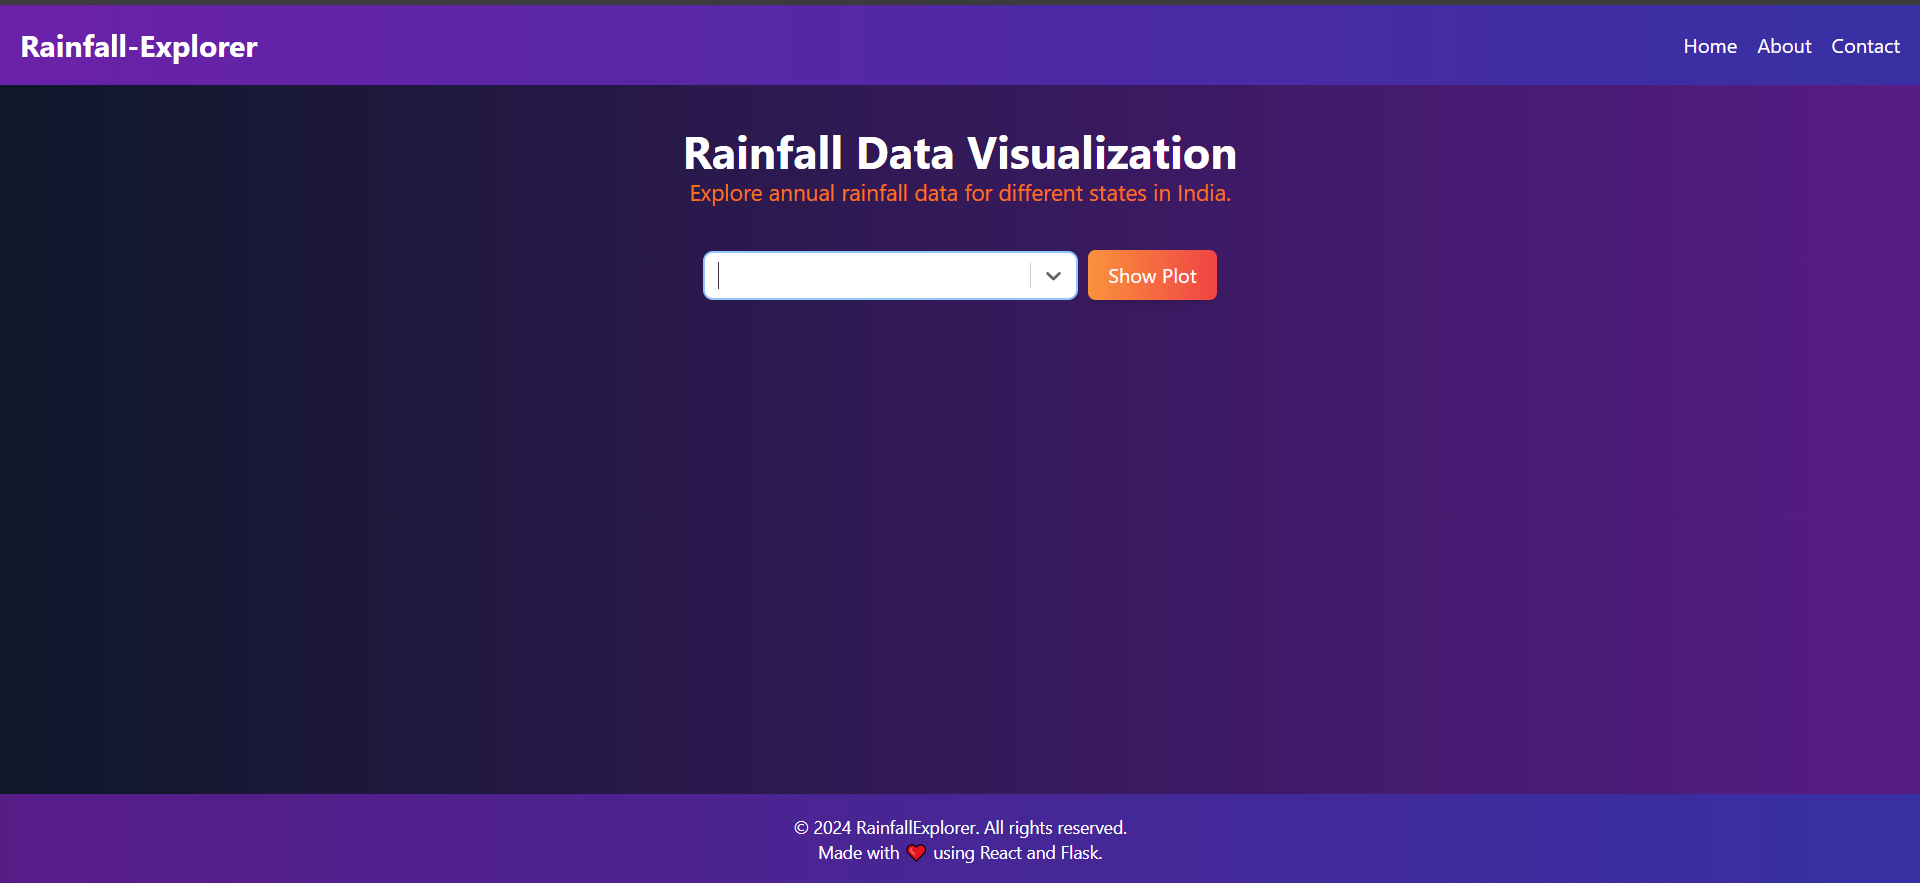 Rainfall-Explorer
Home About Contact
Rainfall Data Visualization
Explore annual rainfall data for different states in India.
Show Plot
© 2024 RainfallExplorer. All rights reserved.
Made with ❤️ using React and Flask.